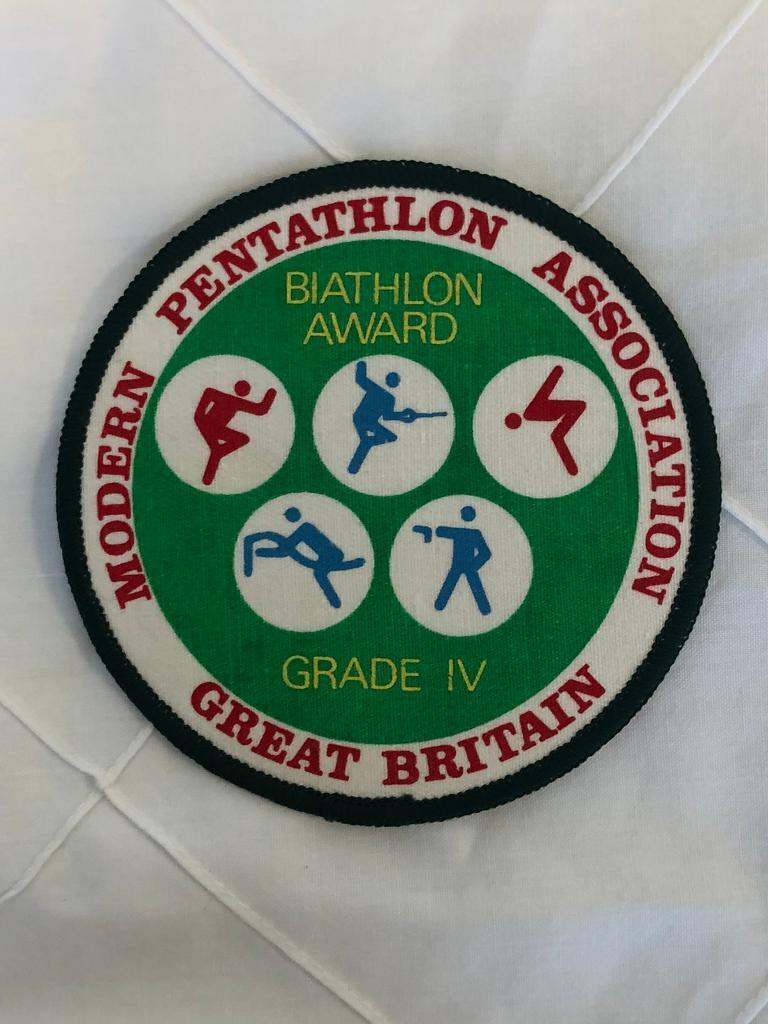 MODERN PENTATHLON ASSOCIATION
BIATHLON
AWARD
GRADE IV
GREAT BRITAIN